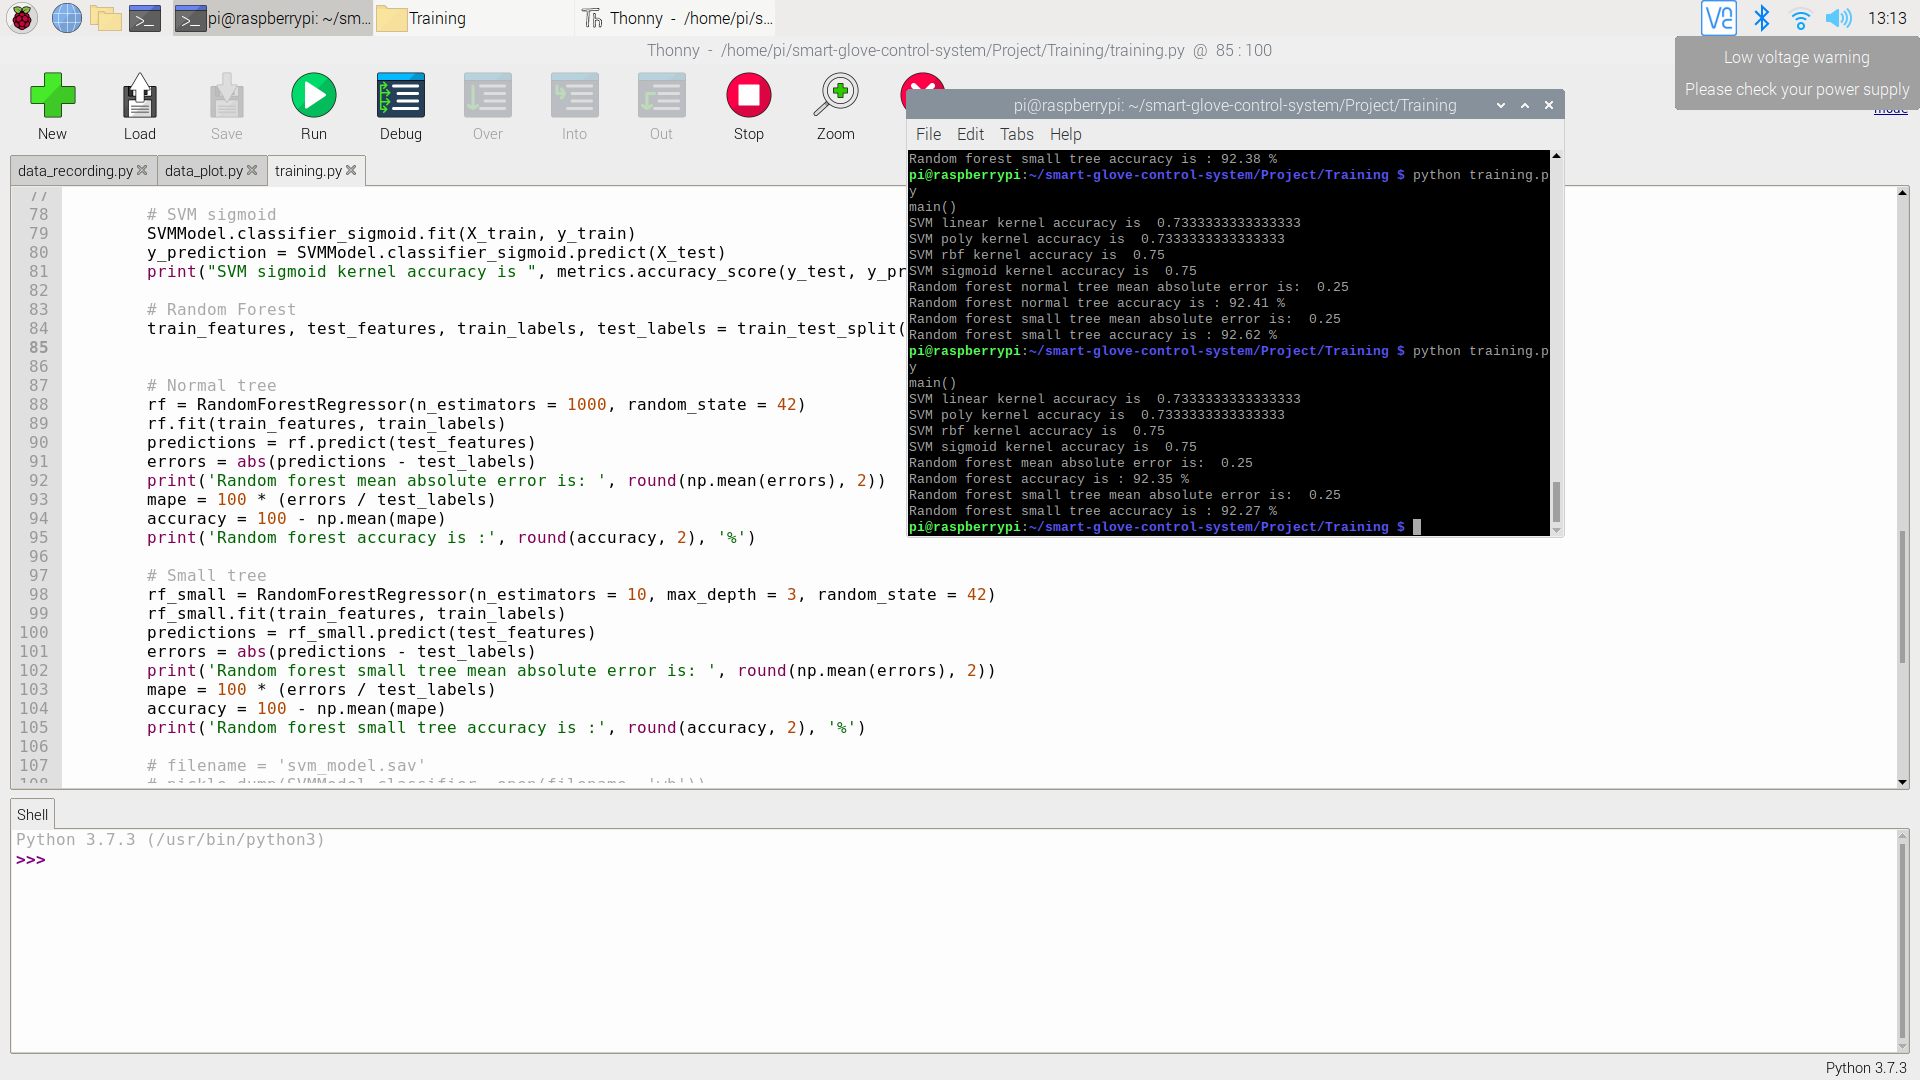 pi@raspberrypi: ~/sm...
Training
Thonny - /home/pi/s...
13:13
Thonny - /home/pi/smart-glove-control-system/Project/Training/training.py @ 85 : 100
Low voltage warning
Please check your power supply
mode
New
Load
Save
Run
Debug
Over
Into
Out
Stop
Zoom
data_recording.py
data_plot.py
training.py
77
78 # SVM sigmoid
79 SVMModel.classifier_sigmoid.fit(X_train, y_train)
80 y_prediction = SVMModel.classifier_sigmoid.predict(X_test)
81 print("SVM sigmoid kernel accuracy is ", metrics.accuracy_score(y_test, y_pr
82
83 # Random Forest
84 train_features, test_features, train_labels, test_labels = train_test_split(
85
86
87 # Normal tree
88 rf = RandomForestRegressor(n_estimators = 1000, random_state = 42)
89 rf.fit(train_features, train_labels)
90 predictions = rf.predict(test_features)
91 errors = abs(predictions - test_labels)
92 print('Random forest mean absolute error is: ', round(np.mean(errors), 2))
93 mape = 100 * (errors / test_labels)
94 accuracy = 100 - np.mean(mape)
95 print('Random forest accuracy is :', round(accuracy, 2), '%')
96
97 # Small tree
98 rf_small = RandomForestRegressor(n_estimators = 10, max_depth = 3, random_state = 42)
99 rf_small.fit(train_features, train_labels)
100 predictions = rf_small.predict(test_features)
101 errors = abs(predictions - test_labels)
102 print('Random forest small tree mean absolute error is: ', round(np.mean(errors), 2))
103 mape = 100 * (errors / test_labels)
104 accuracy = 100 - np.mean(mape)
105 print('Random forest small tree accuracy is :', round(accuracy, 2), '%')
106
107 # filename = 'svm_model.sav'
108 # pickle.dump(SVMModel.classifier, open(filename, 'wb'))
pi@raspberrypi: ~/smart-glove-control-system/Project/Training
File Edit Tabs Help
Random forest small tree accuracy is : 92.38 %
pi@raspberrypi:~/smart-glove-control-system/Project/Training $ python training.p
y
main()
SVM linear kernel accuracy is  0.7333333333333333
SVM poly kernel accuracy is  0.7333333333333333
SVM rbf kernel accuracy is  0.75
SVM sigmoid kernel accuracy is  0.75
Random forest normal tree mean absolute error is:  0.25
Random forest normal tree accuracy is : 92.41 %
Random forest small tree mean absolute error is:  0.25
Random forest small tree accuracy is : 92.62 %
pi@raspberrypi:~/smart-glove-control-system/Project/Training $ python training.p
y
main()
SVM linear kernel accuracy is  0.7333333333333333
SVM poly kernel accuracy is  0.7333333333333333
SVM rbf kernel accuracy is  0.75
SVM sigmoid kernel accuracy is  0.75
Random forest mean absolute error is:  0.25
Random forest accuracy is : 92.35 %
Random forest small tree mean absolute error is:  0.25
Random forest small tree accuracy is : 92.27 %
pi@raspberrypi:~/smart-glove-control-system/Project/Training $
Shell
Python 3.7.3 (/usr/bin/python3)
>>>
Python 3.7.3